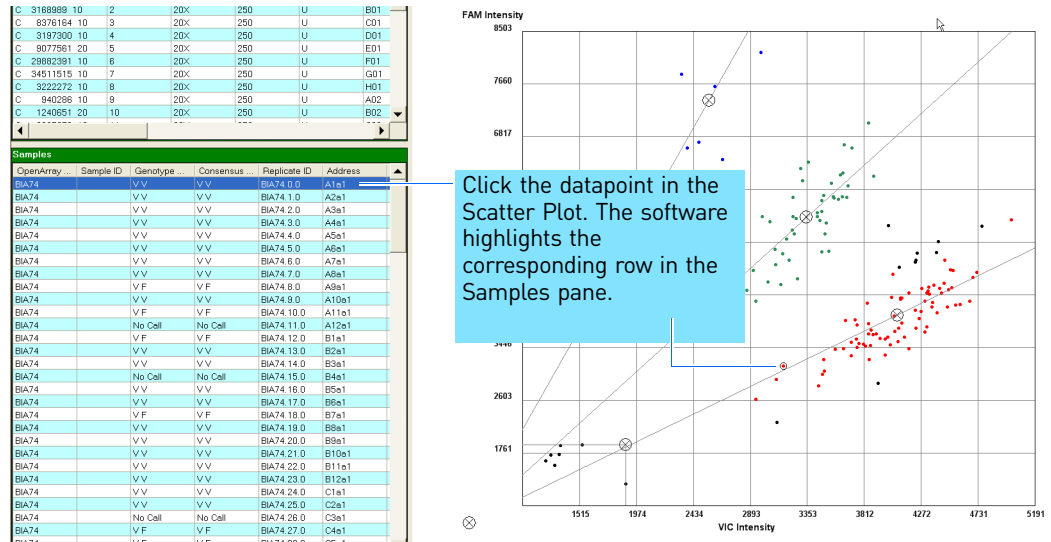 C 3168989 10 2 20X 250 U B01
C 8376164 10 3 20X 250 U C01
C 3197300 10 4 20X 250 U D01
C 9077561 20 5 20X 250 U E01
C 29882391 10 6 20X 250 U F01
C 34511515 10 7 20X 250 U G01
C 3222272 10 8 20X 250 U H01
C 940286 10 9 20X 250 U A02
C 1240651 20 10 20X 250 U B02
Samples
OpenArray ... Sample ID Genotype ... Consensus ... Replicate ID Address
BIA74 V V V V BIA74.0.0 A1a1
BIA74 V V V V BIA74.1.0 A2a1
BIA74 V V V V BIA74.2.0 A3a1
BIA74 V V V V BIA74.3.0 A4a1
BIA74 V V V V BIA74.4.0 A5a1
BIA74 V V V V BIA74.5.0 A6a1
BIA74 V V V V BIA74.6.0 A7a1
BIA74 V V V V BIA74.7.0 A8a1
BIA74 V F V F BIA74.8.0 A9a1
BIA74 V V V V BIA74.9.0 A10a1
BIA74 V F V F BIA74.10.0 A11a1
BIA74 No Call No Call BIA74.11.0 A12a1
BIA74 V F V F BIA74.12.0 B1a1
BIA74 V V V V BIA74.13.0 B2a1
BIA74 V V V V BIA74.14.0 B3a1
BIA74 No Call No Call BIA74.15.0 B4a1
BIA74 V V V V BIA74.16.0 B5a1
BIA74 V V V V BIA74.17.0 B6a1
BIA74 V F V F BIA74.18.0 B7a1
BIA74 V V V V BIA74.19.0 B8a1
BIA74 V V V V BIA74.20.0 B9a1
BIA74 V V V V BIA74.21.0 B10a1
BIA74 V V V V BIA74.22.0 B11a1
BIA74 V V V V BIA74.23.0 B12a1
BIA74 V V V V BIA74.24.0 C1a1
BIA74 V V V V BIA74.25.0 C2a1
BIA74 No Call No Call BIA74.26.0 C3a1
BIA74 V F V F BIA74.27.0 C4a1
Click the datapoint in the
Scatter Plot. The software
highlights the
corresponding row in the
Samples pane.
FAM Intensity
8503
7660
6817
3446
2603
1761
1515 1974 2434 2893 3353 3812 4272 4731 5191
VIC Intensity